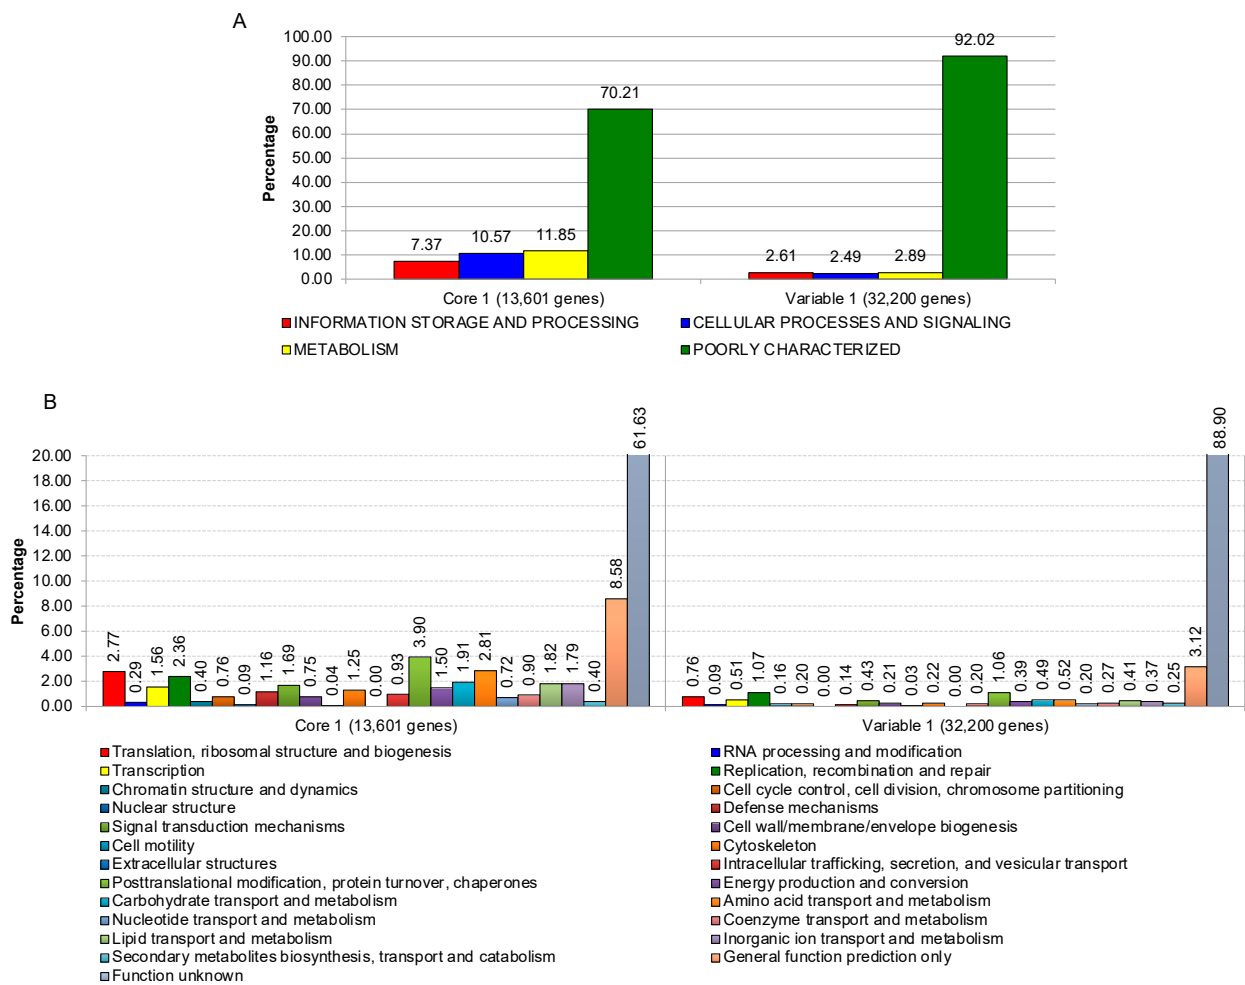 A
100.00
90.00
80.00
70.00
60.00
50.00
40.00
30.00
20.00
10.00
0.00
Percentage
7.37 10.57 11.85 70.21
2.61 2.49 2.89 92.02
Core 1 (13,601 genes) Variable 1 (32,200 genes)
INFORMATION STORAGE AND PROCESSING CELLULAR PROCESSES AND SIGNALING
METABOLISM POORLY CHARACTERIZED
B
20.00
18.00
16.00
14.00
12.00
10.00
8.00
6.00
4.00
2.00
0.00
Percentage
2.77 0.29 1.56 2.36 0.40 0.76 0.09 1.16 1.69 0.75 0.04 1.25 0.00 0.93 3.90 1.50 1.91 2.81 0.72 0.90 1.82 1.79 0.40 8.58 61.63
0.76 0.09 0.51 1.07 0.16 0.20 0.00 0.14 0.43 0.21 0.03 0.22 0.00 0.20 1.06 0.39 0.49 0.52 0.20 0.27 0.41 0.37 0.25 3.12 88.90
Core 1 (13,601 genes) Variable 1 (32,200 genes)
Translation, ribosomal structure and biogenesis RNA processing and modification
Transcription Replication, recombination and repair
Chromatin structure and dynamics Cell cycle control, cell division, chromosome partitioning
Nuclear structure Defense mechanisms
Signal transduction mechanisms Cell wall/membrane/envelope biogenesis
Cell motility Cytoskeleton
Extracellular structures Intracellular trafficking, secretion, and vesicular transport
Posttranslational modification, protein turnover, chaperones Energy production and conversion
Carbohydrate transport and metabolism Amino acid transport and metabolism
Nucleotide transport and metabolism Coenzyme transport and metabolism
Lipid transport and metabolism Inorganic ion transport and metabolism
Secondary metabolites biosynthesis, transport and catabolism General function prediction only
Function unknown